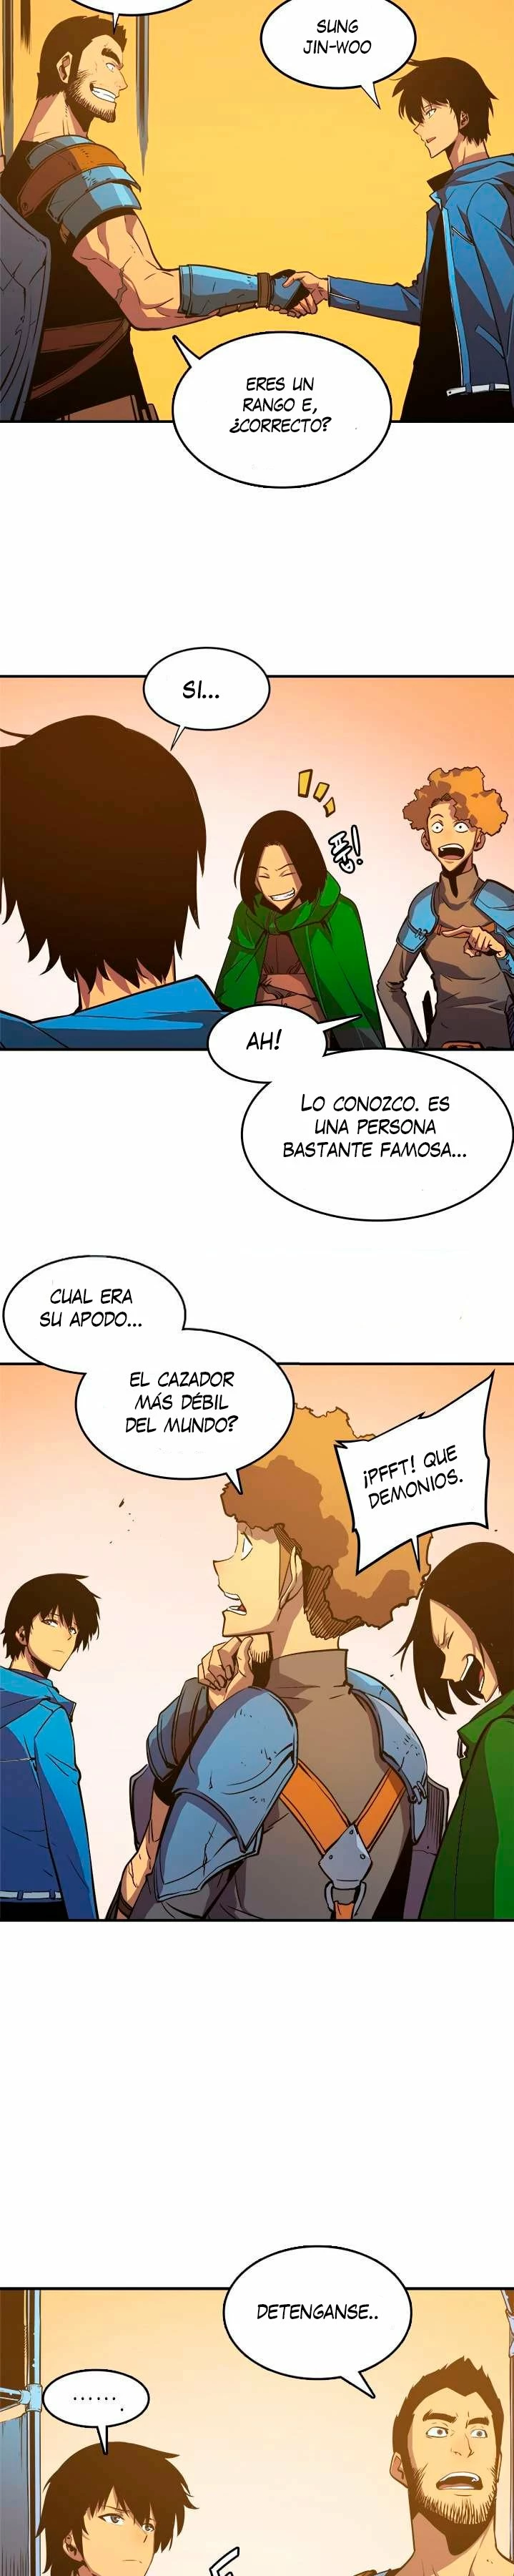 SUNG
JIN-WOO
ERES UN
RANGO E,
¿CORRECTO?
SI...
풉!
AH!
LO CONOZCO. ES
UNA PERSONA
BASTANTE FAMOSA...
CUAL ERA
SU APODO...
EL CAZADOR
MÁS DÉBIL
DEL MUNDO?
¡PFFT! QUE
DEMONIOS.
DETENGANSE..
.......